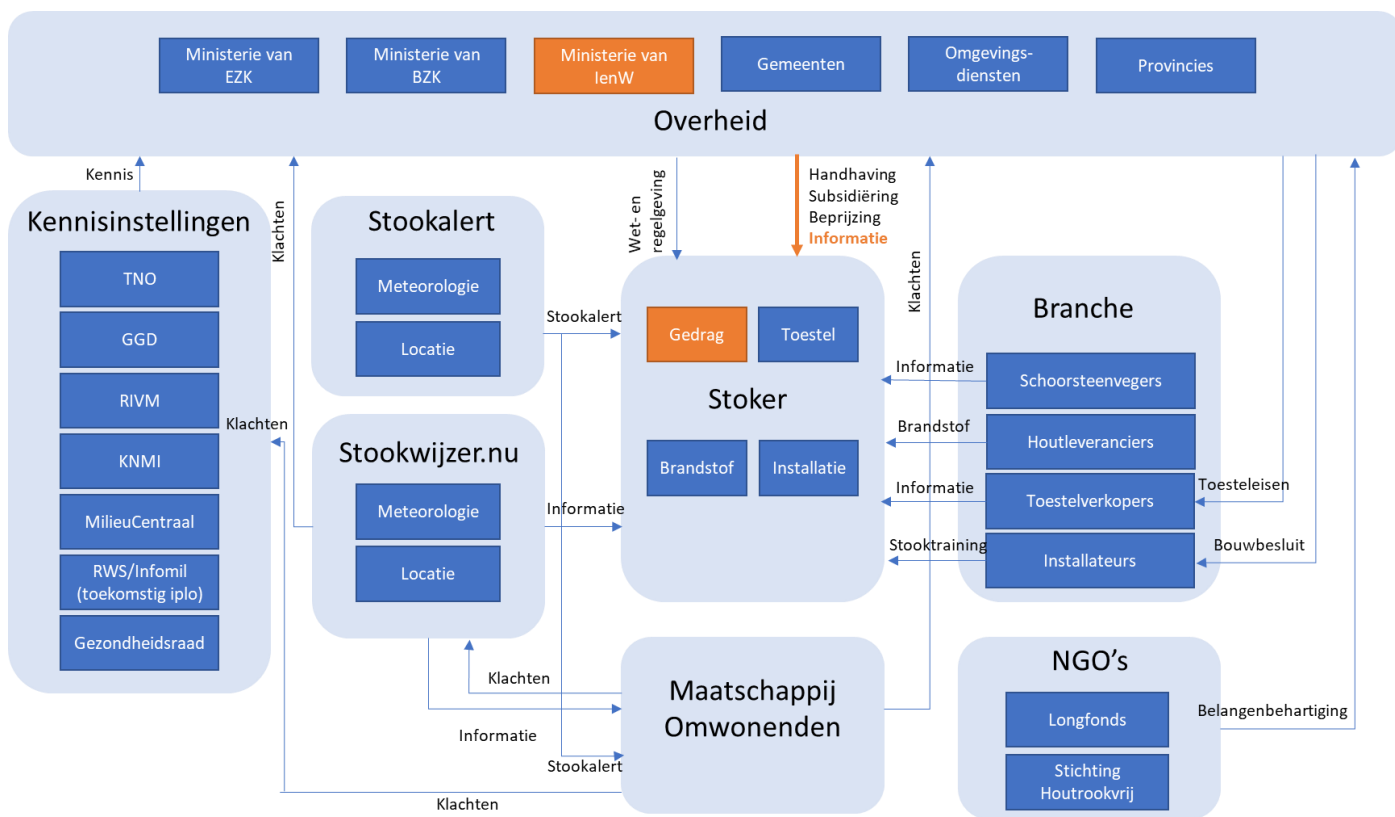 Ministerie van
EZK
Ministerie van
BZK
Ministerie van
IenW
Gemeenten
Omgevings-
diensten
Provincies
Overheid
Kennis
Klachten
Wet- en
regelgeving
Handhaving
Subsidiëring
Beprijzing
Informatie
Klachten
Kennisinstellingen
TNO
GGD
RIVM
KNMI
MilieuCentraal
RWS/Infomil
(toekomstig iplo)
Gezondheidsraad
Stookalert
Meteorologie
Locatie
Stookalert
Klachten
Stookwijzer.nu
Meteorologie
Locatie
Informatie
Gedrag
Toestel
Stoker
Brandstof
Installatie
Branche
Schoorsteenvegers
Houtleveranciers
Toestelverkopers
Installateurs
Informatie
Brandstof
Informatie
Stooktraining
Toesteleisen
Bouwbesluit
Klachten
Informatie
Stookalert
Klachten
Maatschappij
Omwonenden
NGO’s
Longfonds
Stichting
Houtrookvrij
Belangenbehartiging